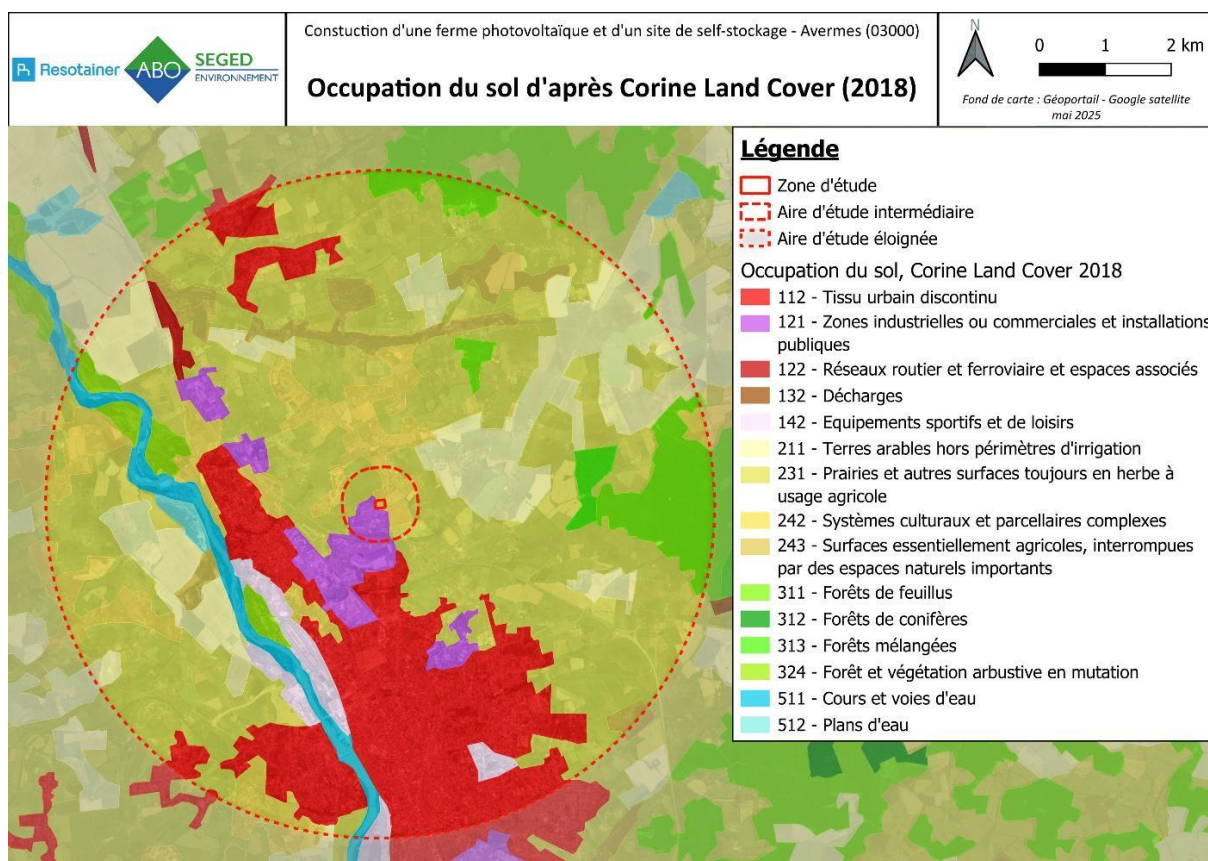 Resotainer
ABO
SEGED
ENVIRONNEMENT
Constuction d'une ferme photovoltaïque et d'un site de self-stockage - Avermes (03000)
Occupation du sol d'après Corine Land Cover (2018)
N
0 1 2 km
Fond de carte : Géoportail - Google satellite
mai 2025
Légende
Zone d'étude
Aire d'étude intermédiaire
Aire d'étude éloignée
Occupation du sol, Corine Land Cover 2018
112 - Tissu urbain discontinu
121 - Zones industrielles ou commerciales et installations
publiques
122 - Réseaux routier et ferroviaire et espaces associés
132 - Décharges
142 - Equipements sportifs et de loisirs
211 - Terres arables hors périmètres d'irrigation
231 - Prairies et autres surfaces toujours en herbe à
usage agricole
242 - Systèmes culturaux et parcellaires complexes
243 - Surfaces essentiellement agricoles, interrompues
par des espaces naturels importants
311 - Forêts de feuillus
312 - Forêts de conifères
313 - Forêts mélangées
324 - Forêt et végétation arbustive en mutation
511 - Cours et voies d'eau
512 - Plans d'eau